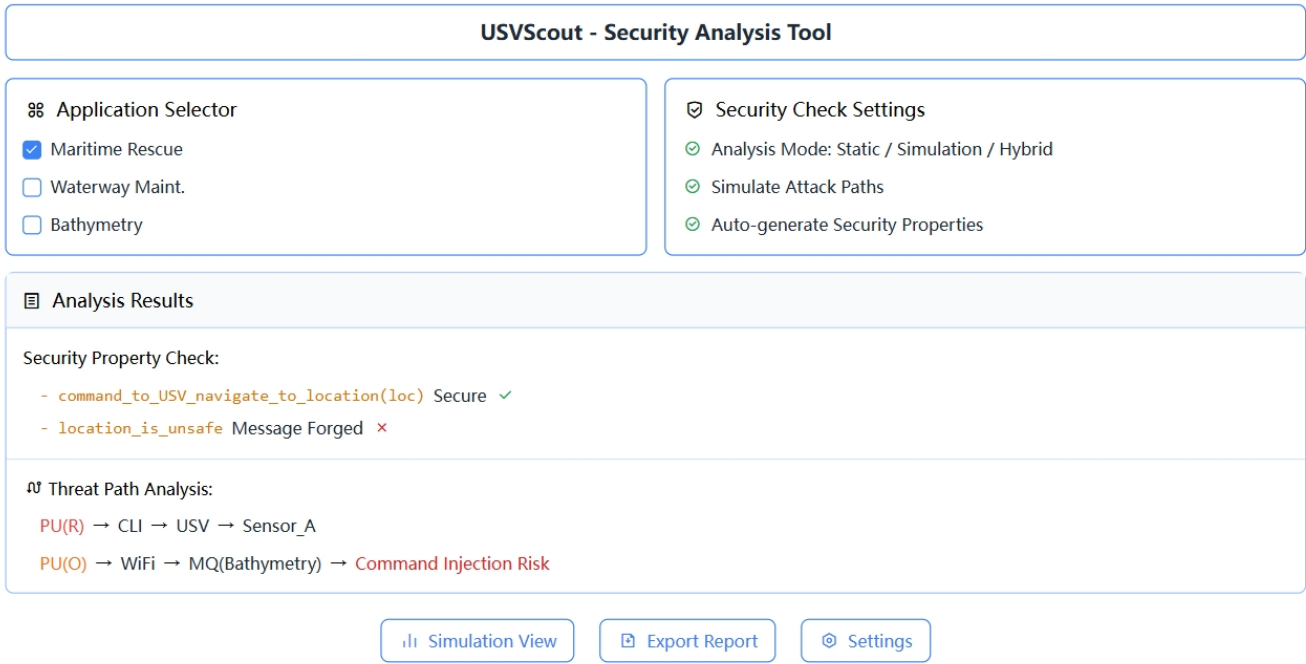 USVScout - Security Analysis Tool
Application Selector
Maritime Rescue
Waterway Maint.
Bathymetry
Security Check Settings
Analysis Mode: Static / Simulation / Hybrid
Simulate Attack Paths
Auto-generate Security Properties
Analysis Results
Security Property Check:
- command_to_USV_navigate_to_location(loc) Secure ✓
- location_is_unsafe Message Forged ×
Threat Path Analysis:
PU(R) → CLI → USV → Sensor_A
PU(O) → WiFi → MQ(Bathymetry) → Command Injection Risk
Simulation View
Export Report
Settings